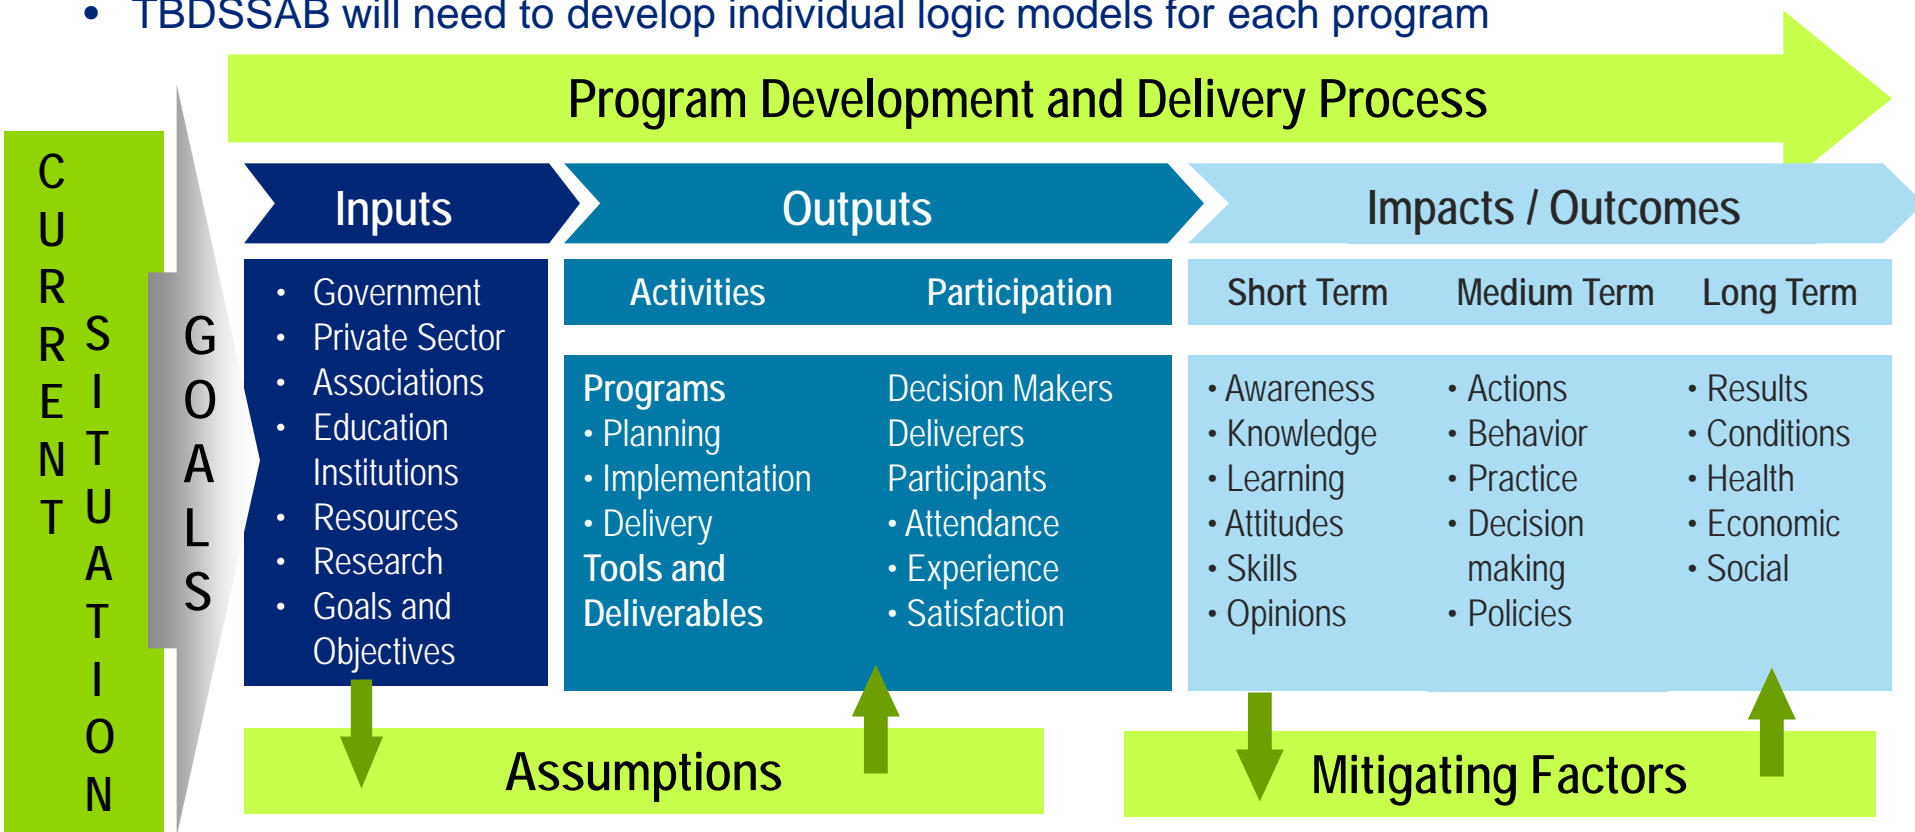 • TBDSSAB will need to develop individual logic models for each program
Program Development and Delivery Process
CURRENT
SITUATION
GOALS
Inputs
• Government
• Private Sector
• Associations
• Education
Institutions
• Resources
• Research
• Goals and
Objectives
Outputs
Activities
Programs
• Planning
• Implementation
• Delivery
Tools and
Deliverables
Participation
Decision Makers
Deliverers
Participants
• Attendance
• Experience
• Satisfaction
Impacts / Outcomes
Short Term
• Awareness
• Knowledge
• Learning
• Attitudes
• Skills
• Opinions
Medium Term
• Actions
• Behavior
• Practice
• Decision
making
• Policies
Long Term
• Results
• Conditions
• Health
• Economic
• Social
Assumptions
Mitigating Factors